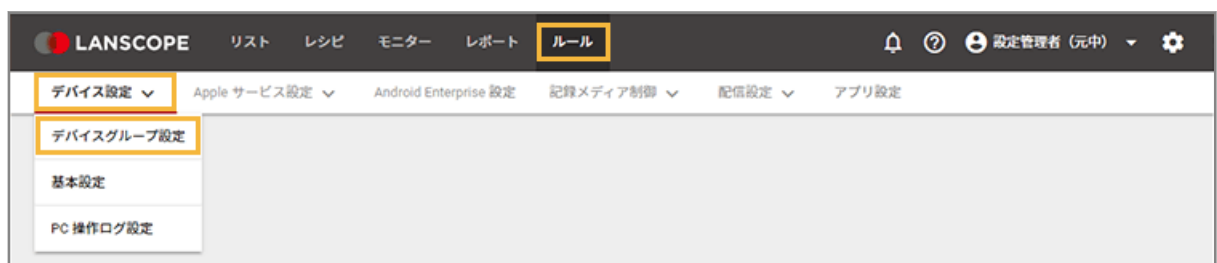 LANSCOPE リスト レシピ モニター レポート ルール 設定管理者（元中）
デバイス設定 Apple サービス設定 Android Enterprise 設定 記録メディア制御 配信設定 アプリ設定
デバイスグループ設定
基本設定
PC 操作ログ設定